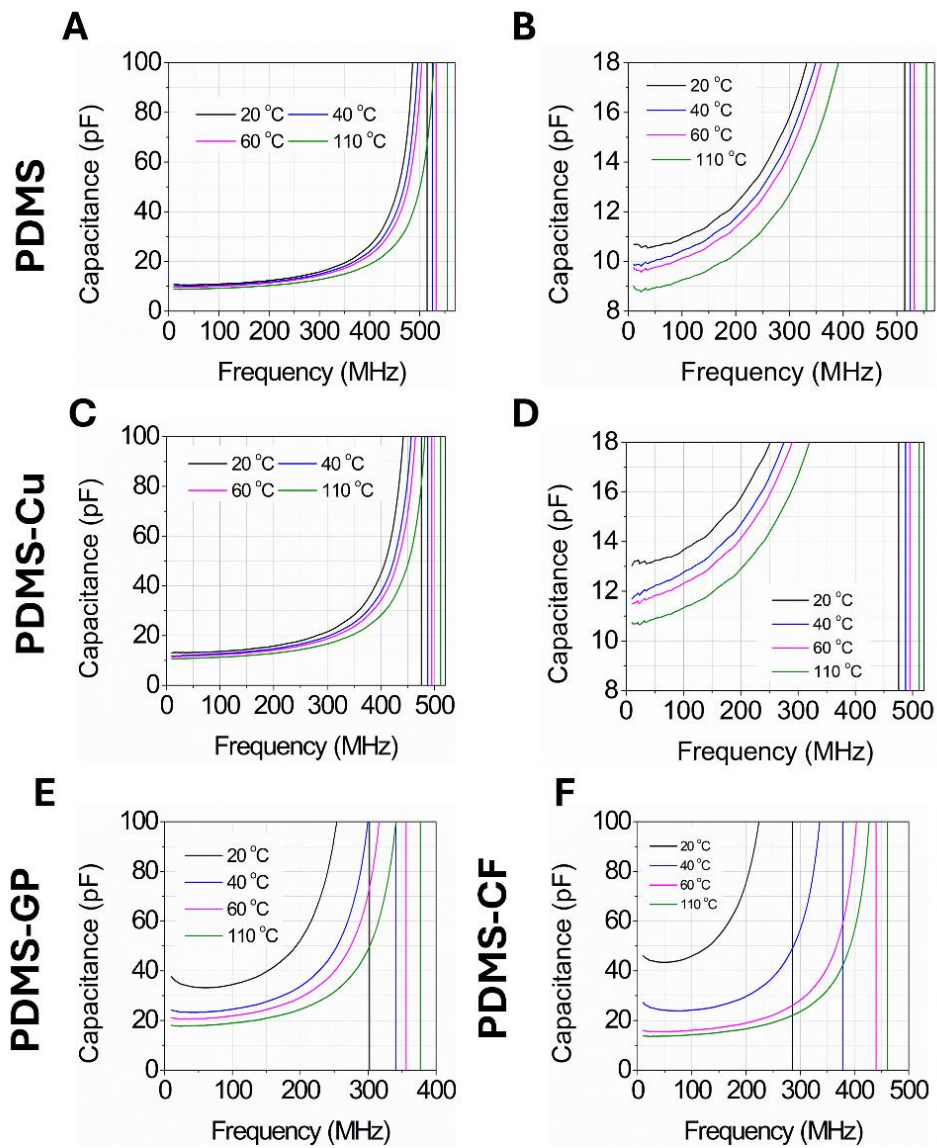 A
PDMS
Capacitance (pF)
100
80
60
40
20
0
20 °C 40 °C
60 °C 110 °C
0 100 200 300 400 500
Frequency (MHz)
B
Capacitance (pF)
18
16
14
12
10
8
20 °C
40 °C
60 °C
110 °C
0 100 200 300 400 500
Frequency (MHz)
C
PDMS-Cu
Capacitance (pF)
100
80
60
40
20
0
20 °C 40 °C
60 °C 110 °C
0 100 200 300 400 500
Frequency (MHz)
D
Capacitance (pF)
18
16
14
12
10
8
20 °C
40 °C
60 °C
110 °C
0 100 200 300 400 500
Frequency (MHz)
E
PDMS-GP
Capacitance (pF)
100
80
60
40
20
0
20 °C
40 °C
60 °C
110 °C
0 100 200 300 400
Frequency (MHz)
F
PDMS-CF
Capacitance (pF)
100
80
60
40
20
0
20 °C
40 °C
60 °C
110 °C
0 100 200 300 400 500
Frequency (MHz)